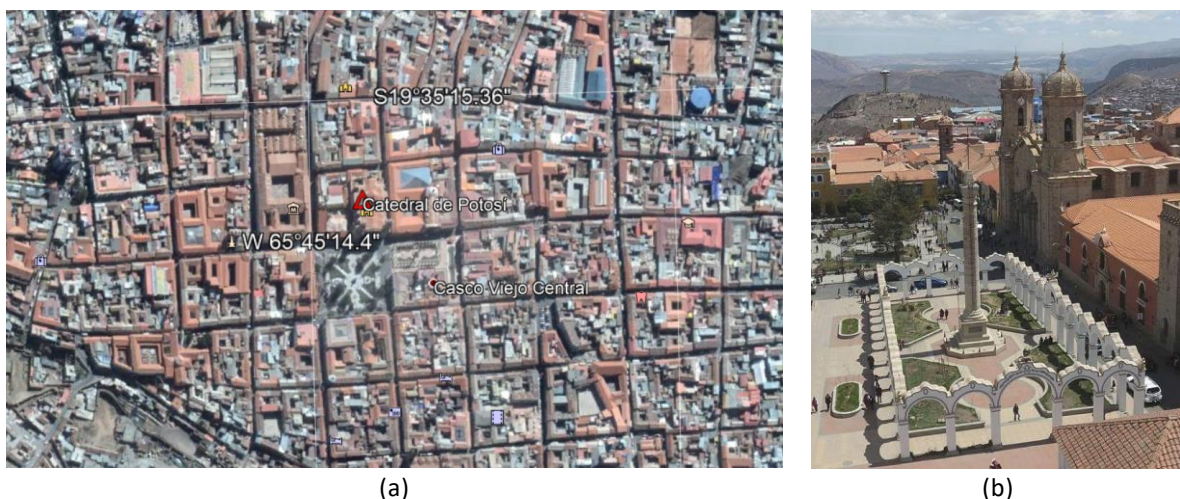 S19°35'15.36"
Catedral de Potosí
W 65°45'14.4"
Casco Viejo Central
(a)
(b)